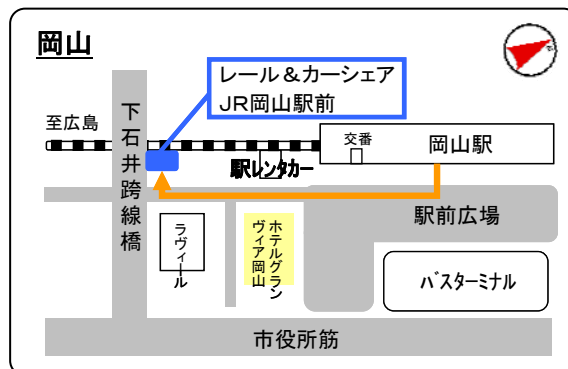 岡山
レール＆カーシェア
ＪＲ岡山駅前
至広島
下石井跨線橋
交番
岡山駅
駅レンタカー
駅前広場
ラヴィール
ホテルグラン
ヴィア岡山
バスターミナル
市役所筋